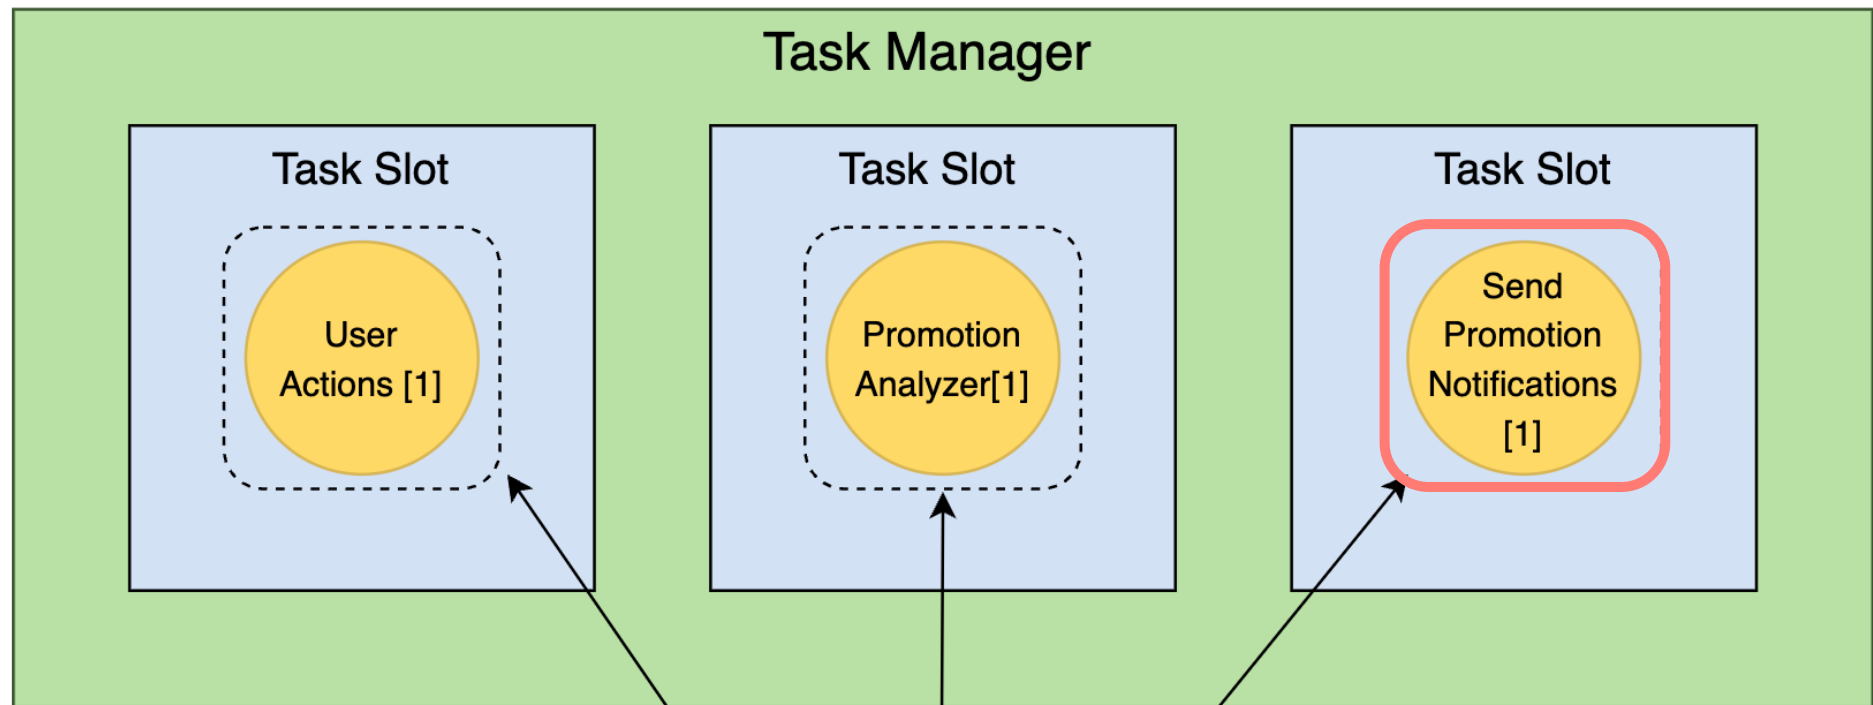 Task Manager
Task Slot
User
Actions [1]
Task Slot
Promotion
Analyzer[1]
Task Slot
Send
Promotion
Notifications
[1]